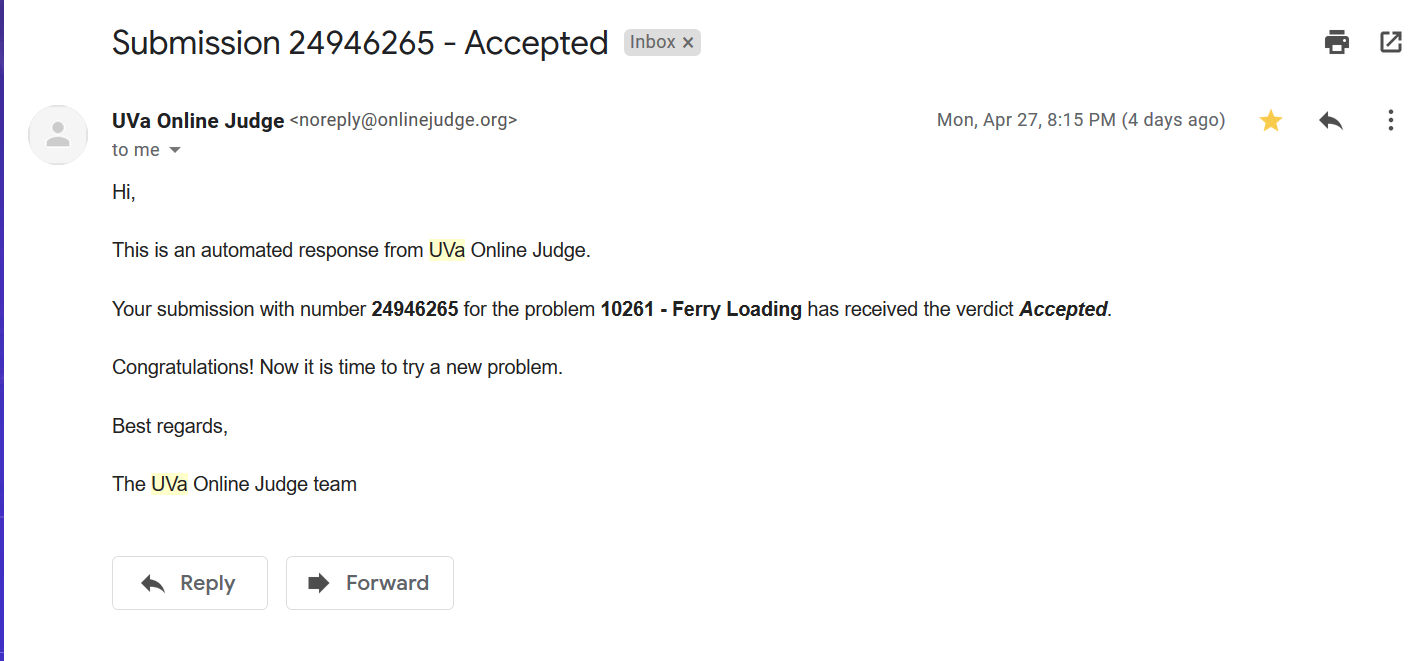 Submission 24946265 - Accepted Inbox ×
UVa Online Judge <noreply@onlinejudge.org> Mon, Apr 27, 8:15 PM (4 days ago)
to me
Hi,
This is an automated response from UVa Online Judge.
Your submission with number 24946265 for the problem 10261 - Ferry Loading has received the verdict Accepted.
Congratulations! Now it is time to try a new problem.
Best regards,
The UVa Online Judge team
Reply Forward